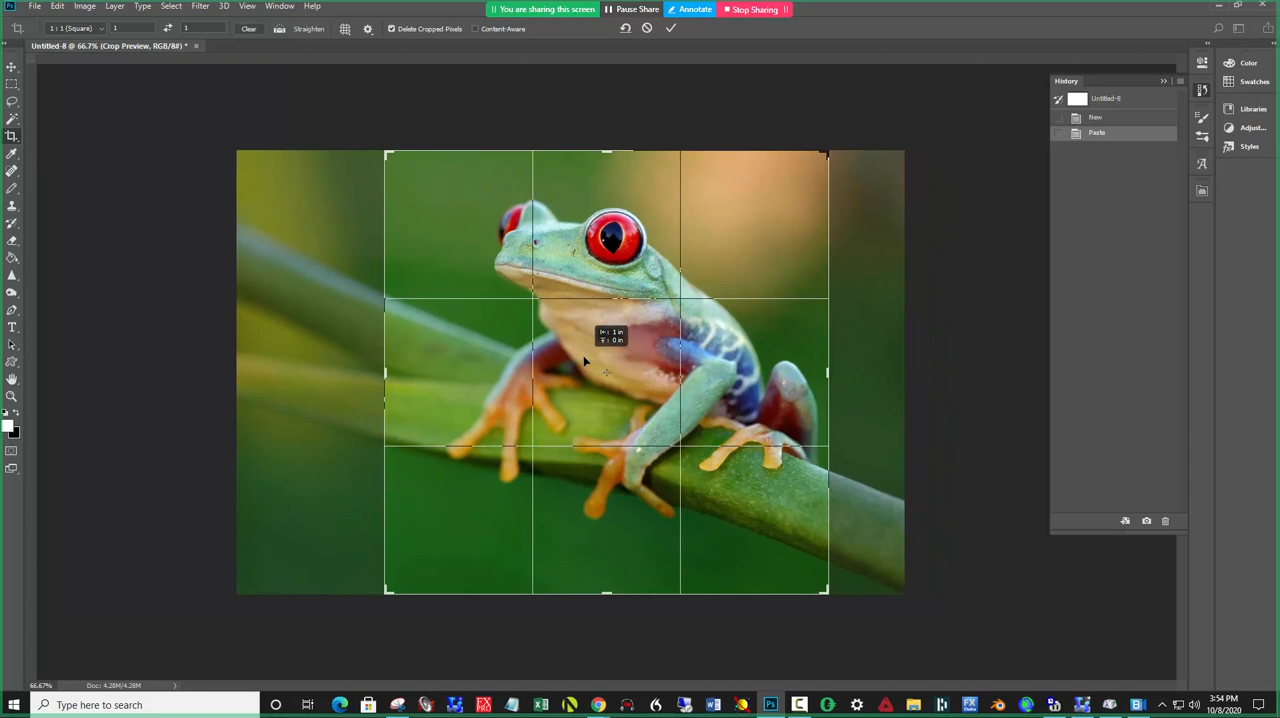 Ps File Edit Image Layer Type Select Filter 3D View Window Help
You are sharing this screen Pause Share Annotate Stop Sharing
1 : 1 (Square) 1 1 Clear Straighten Delete Cropped Pixels Content-Aware
Untitled-8 @ 66.7% (Crop Preview, RGB/8#) * ×
Color
Swatches
Libraries
Adjust...
Styles
History
Untitled-8
New
Paste
1 in
0 in
66.67% Doc: 4.28M/4.28M
Type here to search
3:54 PM
10/8/2020